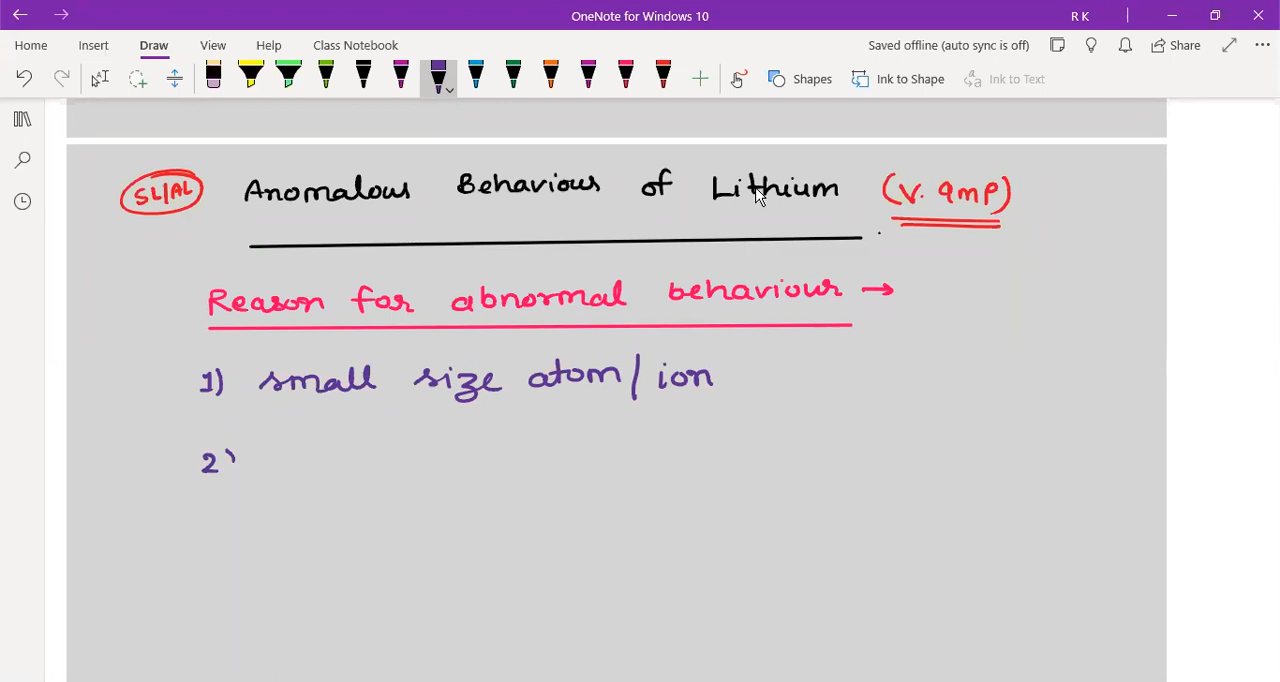 OneNote for Windows 10
R K
Home Insert Draw View Help Class Notebook
Saved offline (auto sync is off)
Share
Shapes
Ink to Shape
Ink to Text
SL/AL Anomalous Behaviour of Lithium (V. Imp)
Reason for abnormal behaviour →
1) small size atom/ion
2)